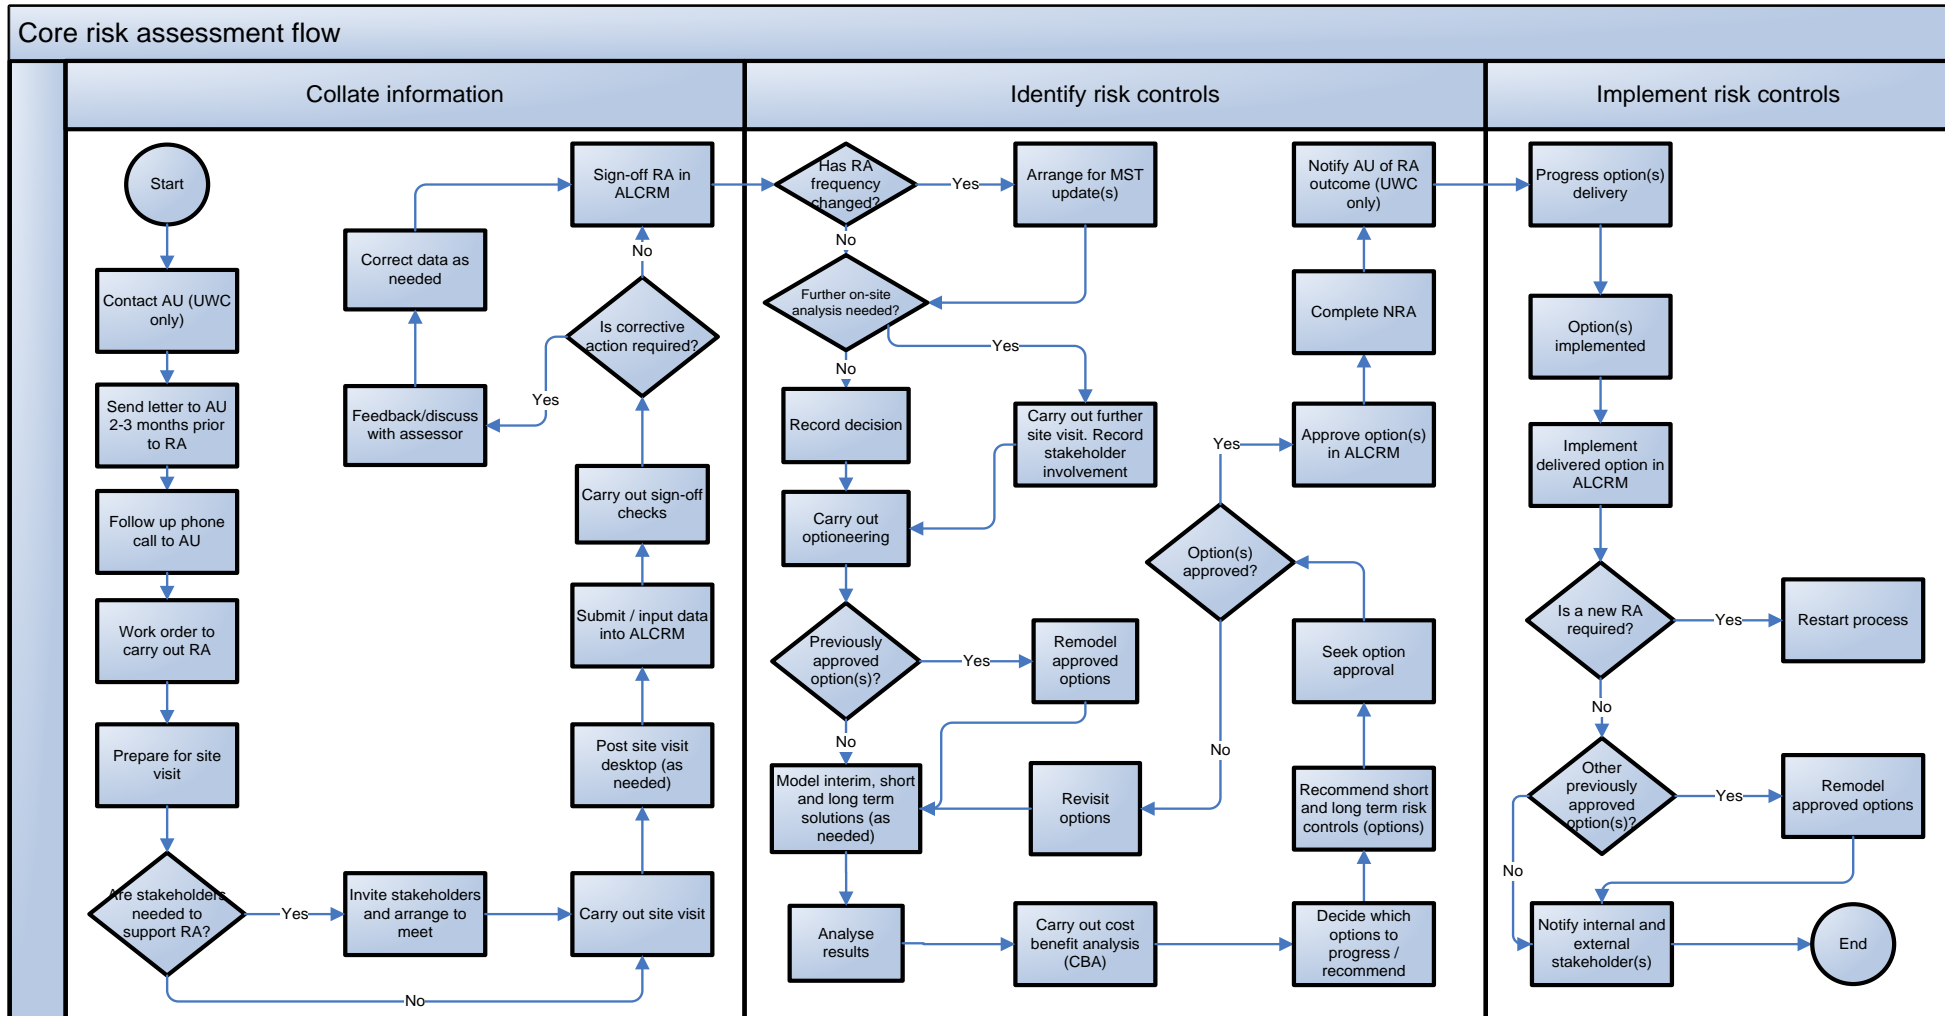 Core risk assessment flow
Collate information
Identify risk controls
Implement risk controls
Start
Contact AU (UWC
only)
Send letter to AU
2-3 months prior
to RA
Follow up phone
call to AU
Work order to
carry out RA
Prepare for site
visit
Are stakeholders
needed to
support RA?
Yes
No
Invite stakeholders
and arrange to
meet
Carry out site visit
Post site visit
desktop (as
needed)
Submit / input data
into ALCRM
Carry out sign-off
checks
Is corrective
action required?
Yes
No
Feedback/discuss
with assessor
Correct data as
needed
Sign-off RA in
ALCRM
Has RA
frequency
changed?
Yes
No
Arrange for MST
update(s)
Further on-site
analysis needed?
Yes
No
Record decision
Carry out further
site visit. Record
stakeholder
involvement
Carry out
optioneering
Previously
approved
option(s)?
Yes
No
Remodel
approved
options
Model interim, short
and long term
solutions (as
needed)
Revisit
options
Analyse
results
Carry out cost
benefit analysis
(CBA)
Decide which
options to
progress /
recommend
Recommend short
and long term risk
controls (options)
Seek option
approval
Option(s)
approved?
Yes
No
Approve option(s)
in ALCRM
Complete NRA
Notify AU of RA
outcome (UWC
only)
Progress option(s)
delivery
Option(s)
implemented
Implement
delivered option in
ALCRM
Is a new RA
required?
Yes
No
Restart process
Other
previously
approved
option(s)?
Yes
No
Remodel
approved options
Notify internal and
external
stakeholder(s)
End